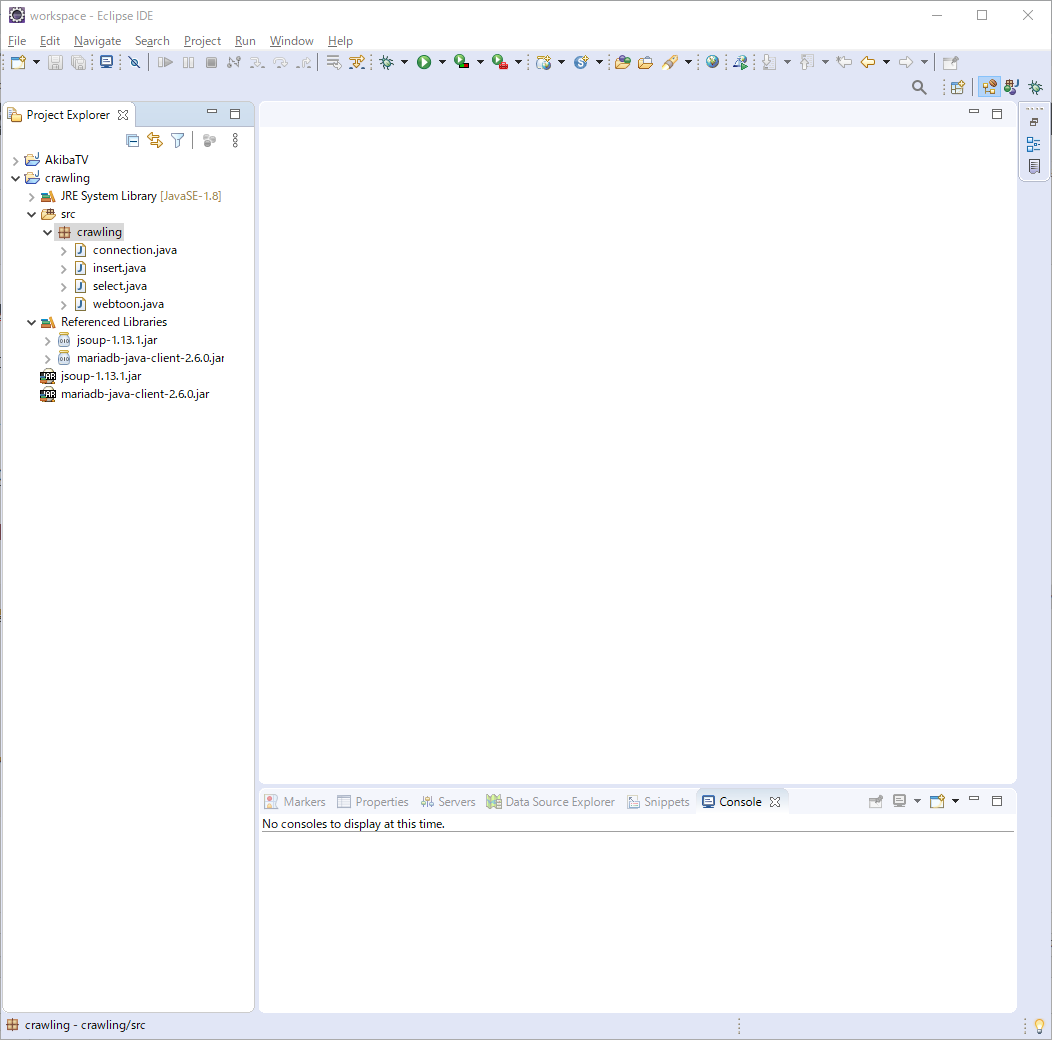 workspace - Eclipse IDE
File Edit Navigate Search Project Run Window Help
Project Explorer
AkibaTV
crawling
JRE System Library [JavaSE-1.8]
src
crawling
connection.java
insert.java
select.java
webtoon.java
Referenced Libraries
jsoup-1.13.1.jar
mariadb-java-client-2.6.0.jar
jsoup-1.13.1.jar
mariadb-java-client-2.6.0.jar
Markers Properties Servers Data Source Explorer Snippets Console
No consoles to display at this time.
crawling - crawling/src